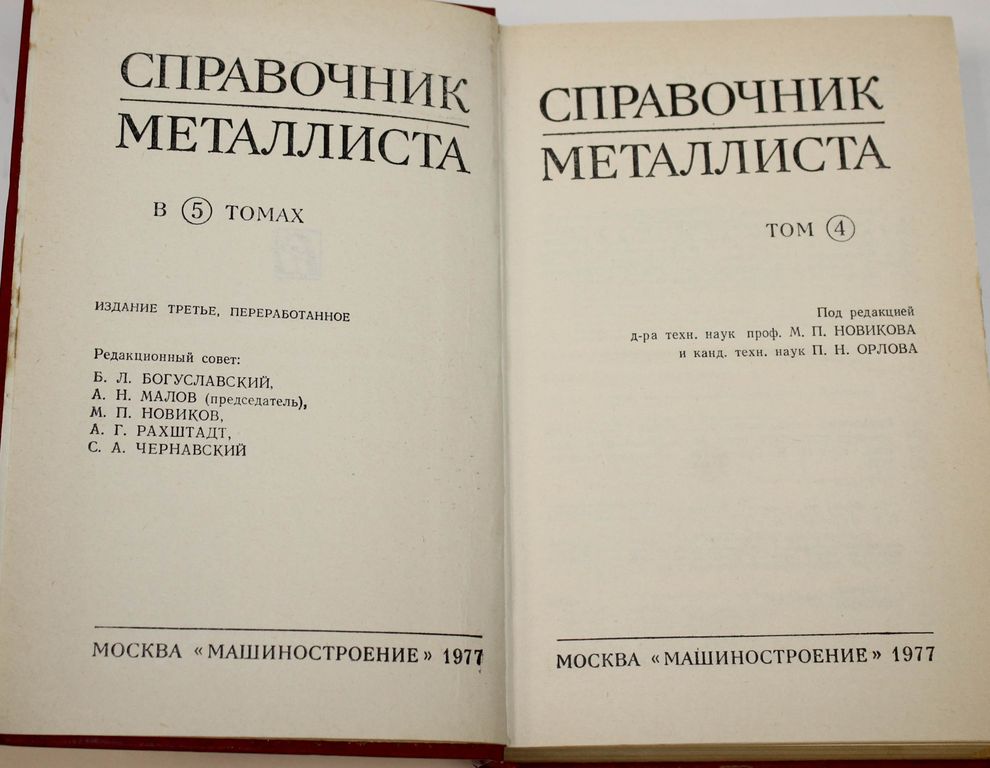 СПРАВОЧНИК
МЕТАЛЛИСТА
В 5 ТОМАХ
ИЗДАНИЕ ТРЕТЬЕ, ПЕРЕРАБОТАННОЕ
Редакционный совет:
Б. Л. БОГУСЛАВСКИЙ,
А. Н. МАЛОВ (председатель),
М. П. НОВИКОВ,
А. Г. РАХШТАДТ,
С. А. ЧЕРНАВСКИЙ
МОСКВА «МАШИНОСТРОЕНИЕ» 1977
СПРАВОЧНИК
МЕТАЛЛИСТА
ТОМ 4
Под редакцией
д-ра техн. наук проф. М. П. НОВИКОВА
и канд. техн. наук П. Н. ОРЛОВА
МОСКВА «МАШИНОСТРОЕНИЕ» 1977